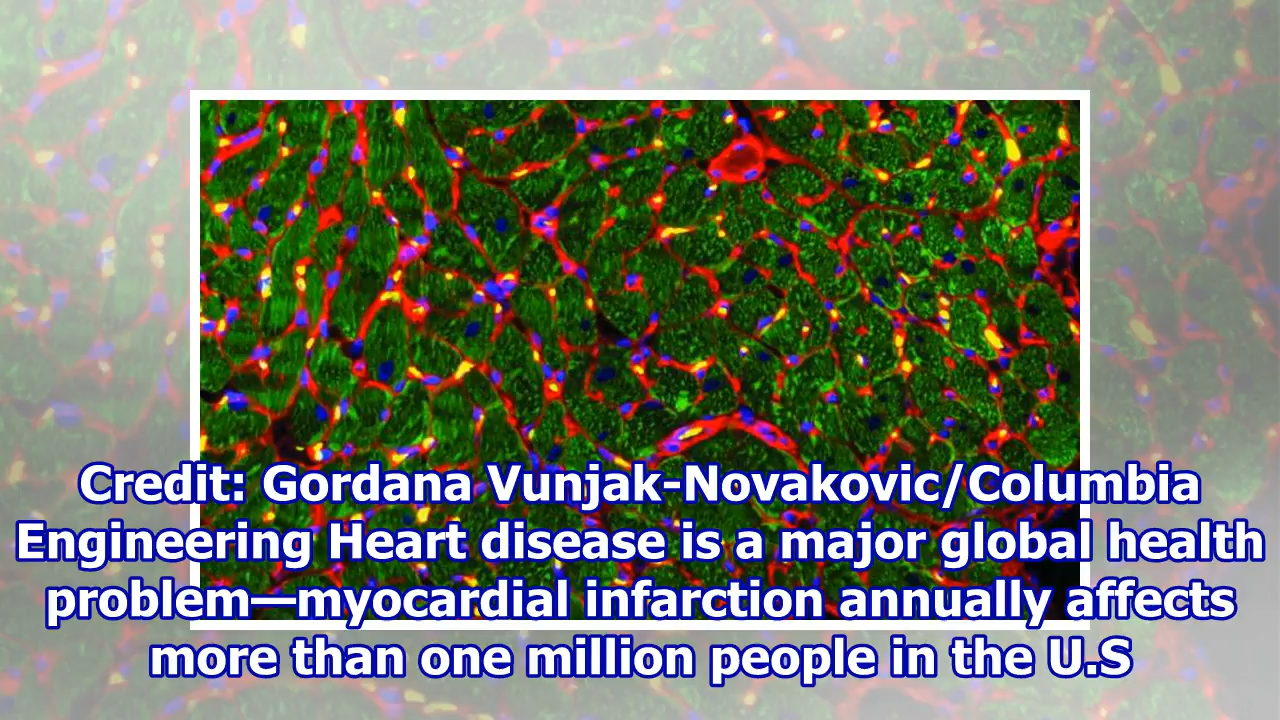 Credit: Gordana Vunjak-Novakovic/Columbia
Engineering Heart disease is a major global health
problem—myocardial infarction annually affects
more than one million people in the U.S